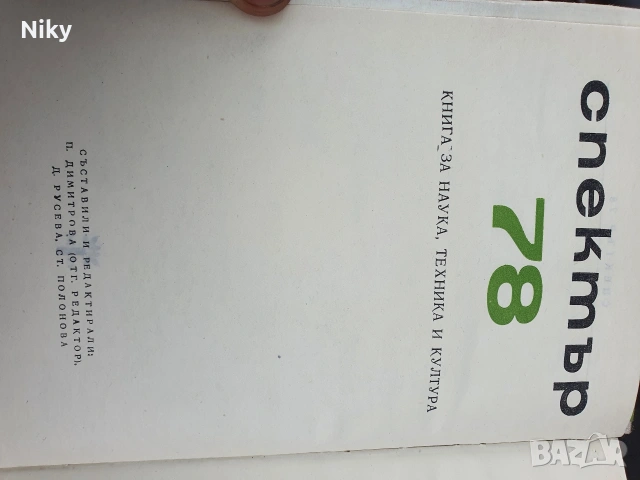 спектър
78
КНИГА ЗА НАУКА, ТЕХНИКА И КУЛТУРА
СЪСТАВИЛИ И РЕДАКТИРАЛИ:
П. ДИМИТРОВА (ОТГ. РЕДАКТОР),
Д. РУСЕВА, СТ. ПОЛОНОВА
Niky
BAZAR